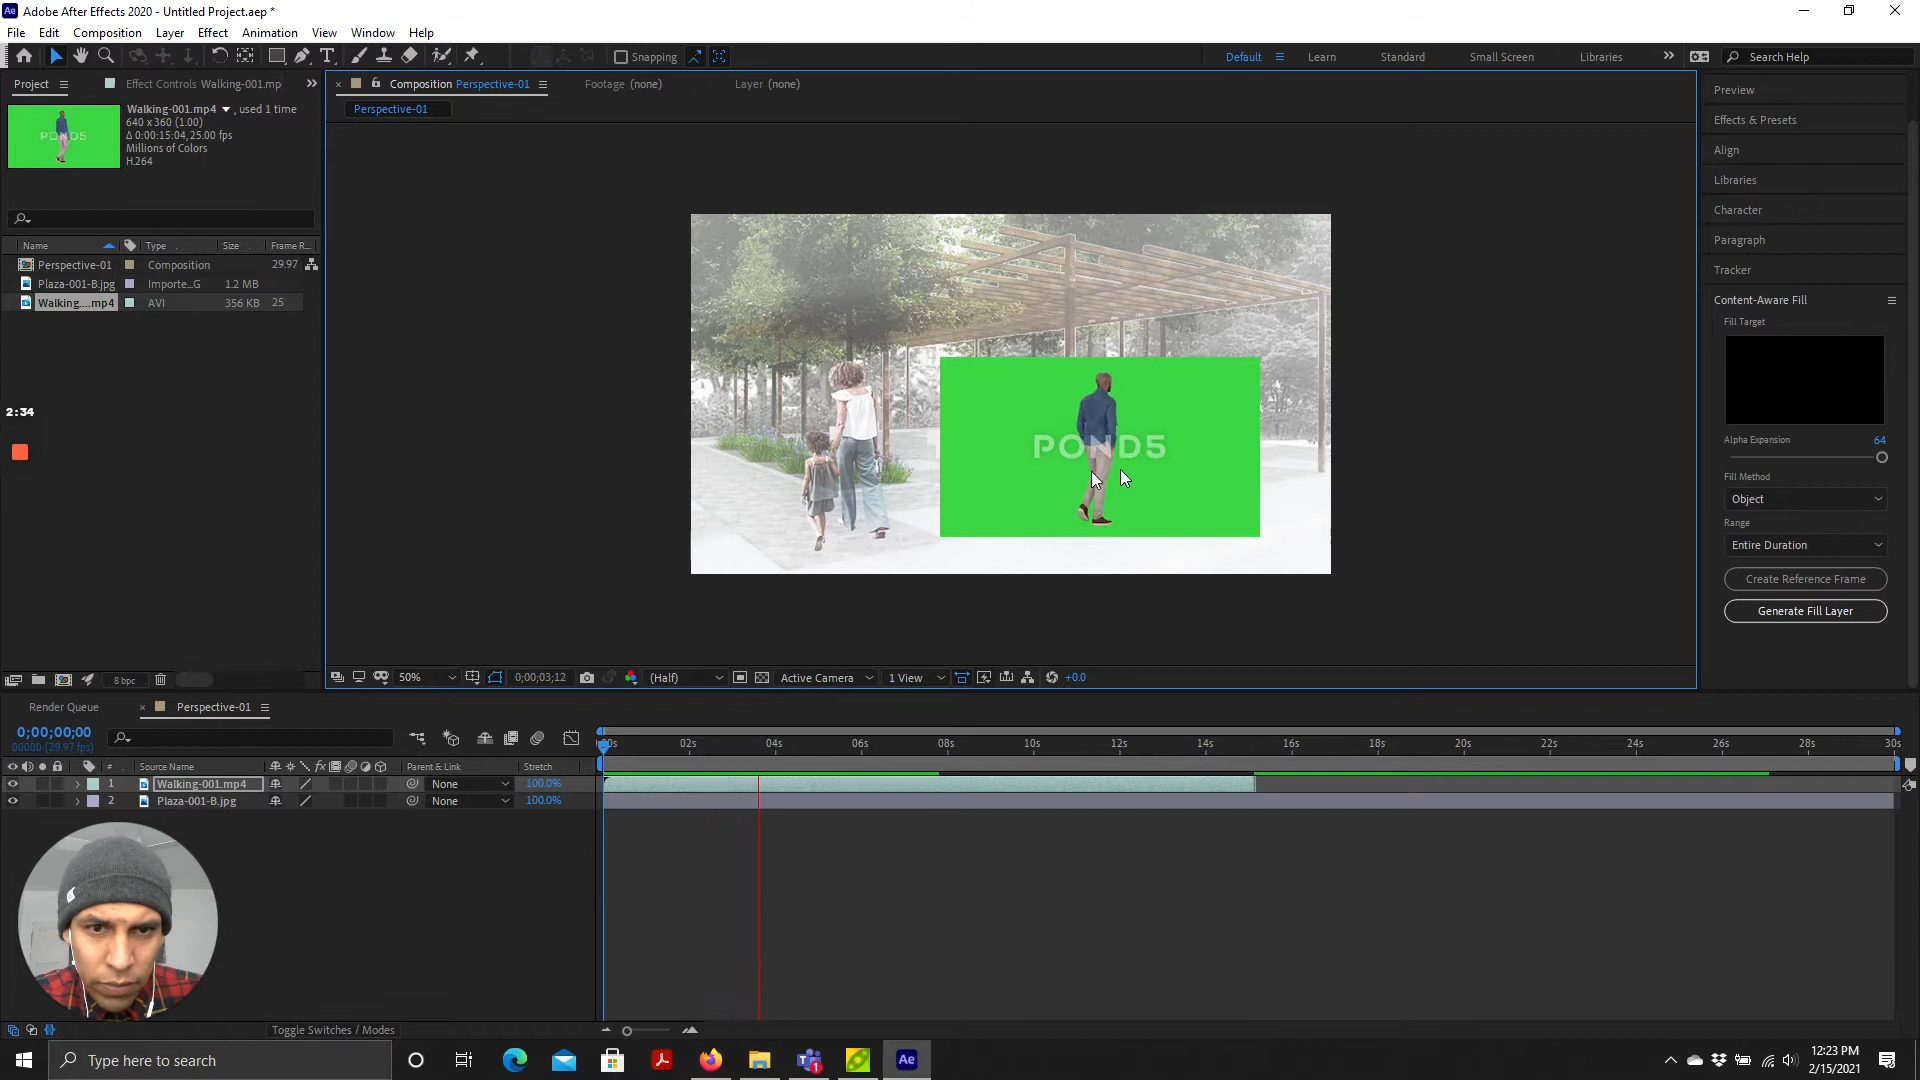 Adobe After Effects 2020 - Untitled Project.aep *
File Edit Composition Layer Effect Animation View Window Help
Snapping
Default Learn Standard Small Screen Libraries Search Help
Project Effect Controls Walking-001.mp
Composition Perspective-01 Footage (none) Layer (none)
Perspective-01
Walking-001.mp4 , used 1 time
640 x 360 (1.00)
Δ 0:00:15:04, 25.00 fps
Millions of Colors
H.264
PONDS
Name Type Size Frame R...
Perspective-01 Composition 29.97
Plaza-001-B.jpg Importe...G 1.2 MB
Walking....mp4 AVI 356 KB 25
2:34
POND5
Preview
Effects & Presets
Align
Libraries
Character
Paragraph
Tracker
Content-Aware Fill
Fill Target
Alpha Expansion 64
Fill Method
Object
Range
Entire Duration
Create Reference Frame
Generate Fill Layer
8 bpc
50% 0;00;03;12 (Half) Active Camera 1 View +0.0
Render Queue Perspective-01
0;00;00;00
00000 (29.97 fps)
00s 02s 04s 06s 08s 10s 12s 14s 16s 18s 20s 22s 24s 26s 28s 30s
# Source Name fx Parent & Link Stretch
1 Walking-001.mp4 None 100.0%
2 Plaza-001-B.jpg None 100.0%
Toggle Switches / Modes
Type here to search
Ae
12:23 PM
2/15/2021